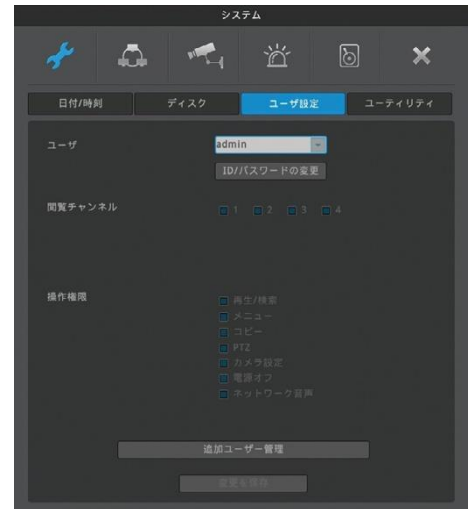 システム
日付/時刻 ディスク ユーザ設定 ユーティリティ
ユーザ admin
ID/パスワードの変更
閲覧チャンネル 1 2 3 4
操作権限 再生/検索
メニュー
コピー
PTZ
カメラ設定
電源オフ
ネットワーク音声
追加ユーザー管理
変更を保存